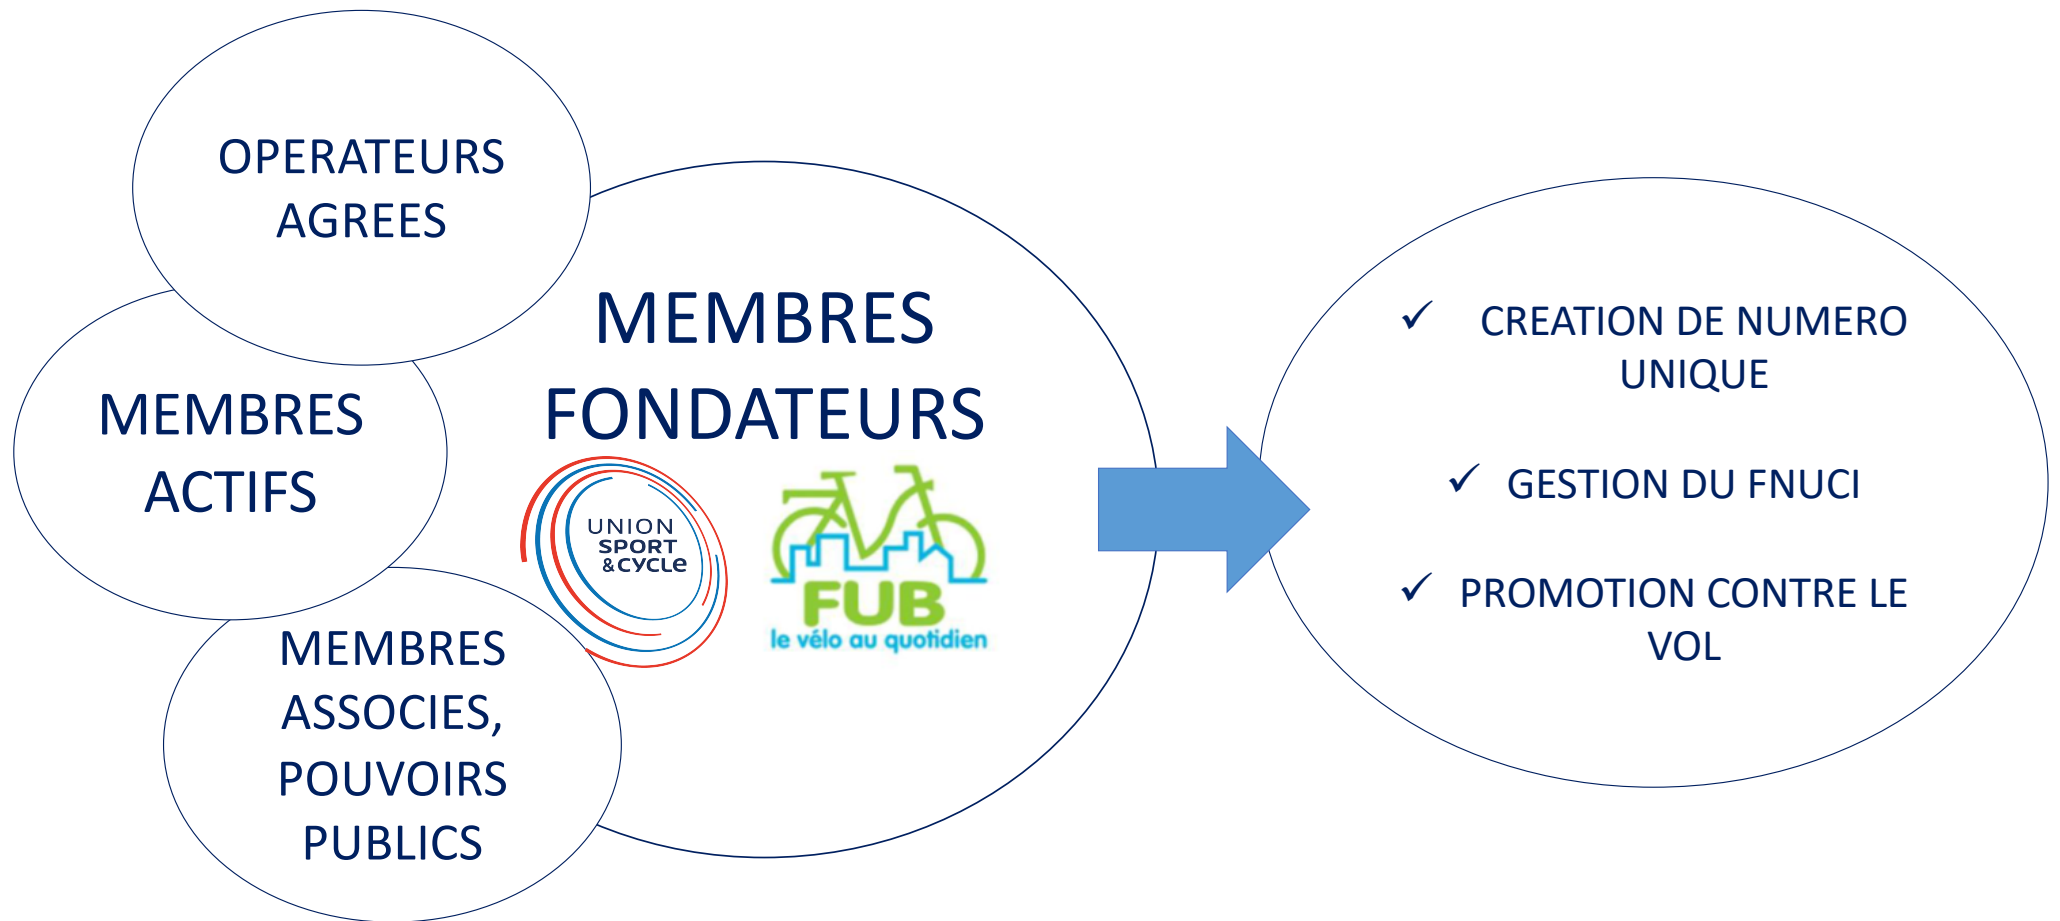 OPERATEURS
AGREES
MEMBRES
ACTIFS
MEMBRES
ASSOCIES,
POUVOIRS
PUBLICS
MEMBRES
FONDATEURS
UNION
SPORT
& CYCLe
FUB
le vélo au quotidien
✓ CREATION DE NUMERO
UNIQUE
✓ GESTION DU FNUCI
✓ PROMOTION CONTRE LE
VOL